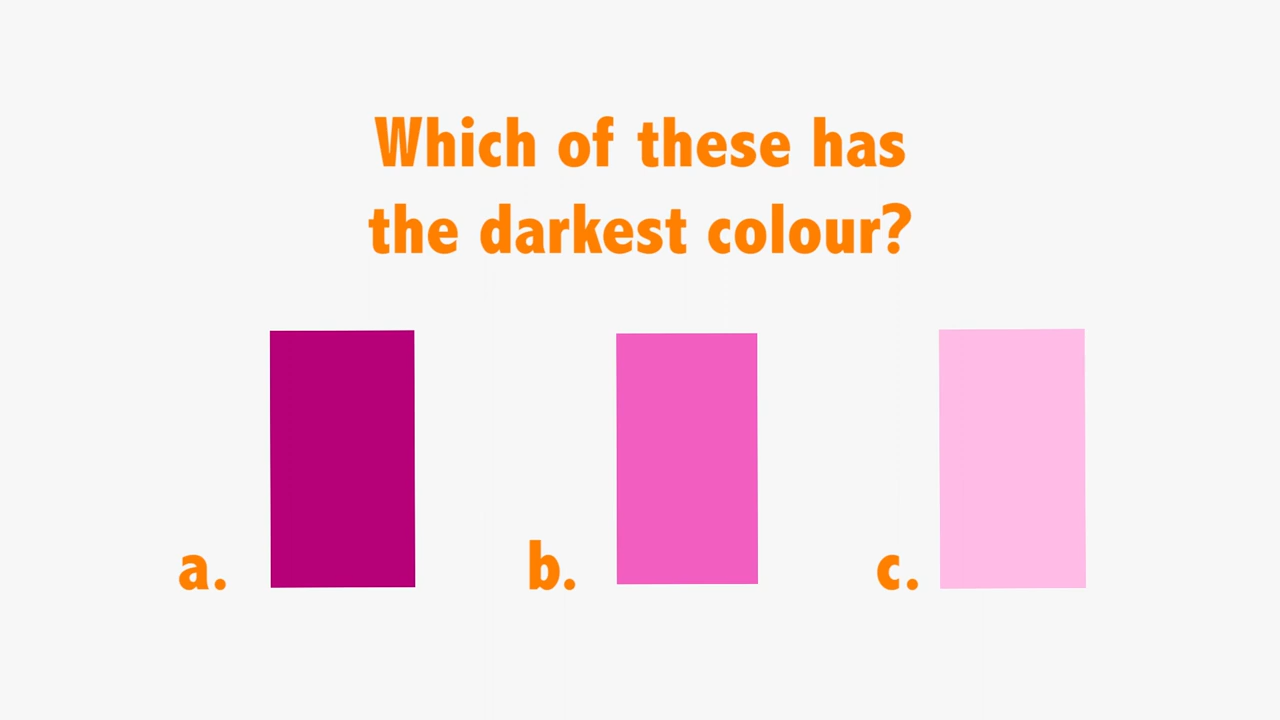 Which of these has
the darkest colour?
a. b. c.